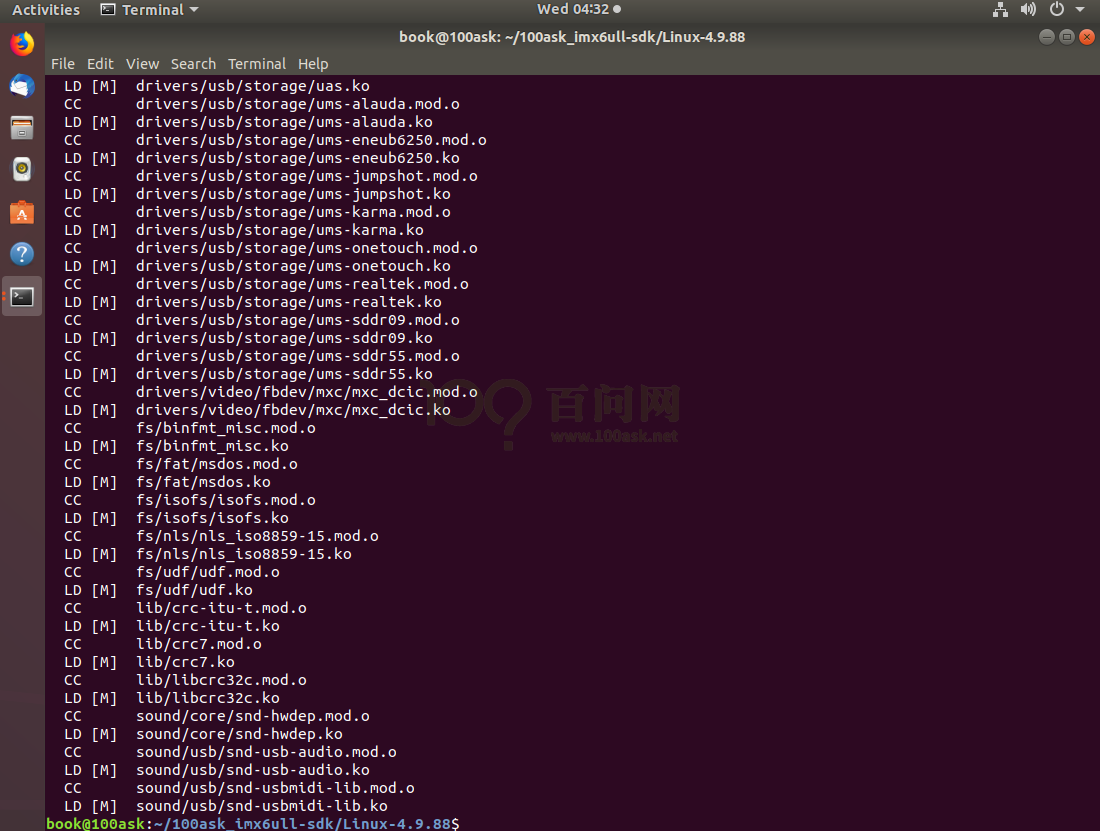 Activities Terminal Wed 04:32
book@100ask: ~/100ask_imx6ull-sdk/Linux-4.9.88
File Edit View Search Terminal Help
LD [M] drivers/usb/storage/uas.ko
CC drivers/usb/storage/ums-alauda.mod.o
LD [M] drivers/usb/storage/ums-alauda.ko
CC drivers/usb/storage/ums-eneub6250.mod.o
LD [M] drivers/usb/storage/ums-eneub6250.ko
CC drivers/usb/storage/ums-jumpshot.mod.o
LD [M] drivers/usb/storage/ums-jumpshot.ko
CC drivers/usb/storage/ums-karma.mod.o
LD [M] drivers/usb/storage/ums-karma.ko
CC drivers/usb/storage/ums-onetouch.mod.o
LD [M] drivers/usb/storage/ums-onetouch.ko
CC drivers/usb/storage/ums-realtek.mod.o
LD [M] drivers/usb/storage/ums-realtek.ko
CC drivers/usb/storage/ums-sddr09.mod.o
LD [M] drivers/usb/storage/ums-sddr09.ko
CC drivers/usb/storage/ums-sddr55.mod.o
LD [M] drivers/usb/storage/ums-sddr55.ko
CC drivers/video/fbdev/mxc/mxc_dcic.mod.o
LD [M] drivers/video/fbdev/mxc/mxc_dcic.ko
CC fs/binfmt_misc.mod.o
LD [M] fs/binfmt_misc.ko
CC fs/fat/msdos.mod.o
LD [M] fs/fat/msdos.ko
CC fs/isofs/isofs.mod.o
LD [M] fs/isofs/isofs.ko
CC fs/nls/nls_iso8859-15.mod.o
LD [M] fs/nls/nls_iso8859-15.ko
CC fs/udf/udf.mod.o
LD [M] fs/udf/udf.ko
CC lib/crc-itu-t.mod.o
LD [M] lib/crc-itu-t.ko
CC lib/crc7.mod.o
LD [M] lib/crc7.ko
CC lib/libcrc32c.mod.o
LD [M] lib/libcrc32c.ko
CC sound/core/snd-hwdep.mod.o
LD [M] sound/core/snd-hwdep.ko
CC sound/usb/snd-usb-audio.mod.o
LD [M] sound/usb/snd-usb-audio.ko
CC sound/usb/snd-usbmidi-lib.mod.o
LD [M] sound/usb/snd-usbmidi-lib.ko
book@100ask:~/100ask_imx6ull-sdk/Linux-4.9.88$
百问网
www.100ask.net